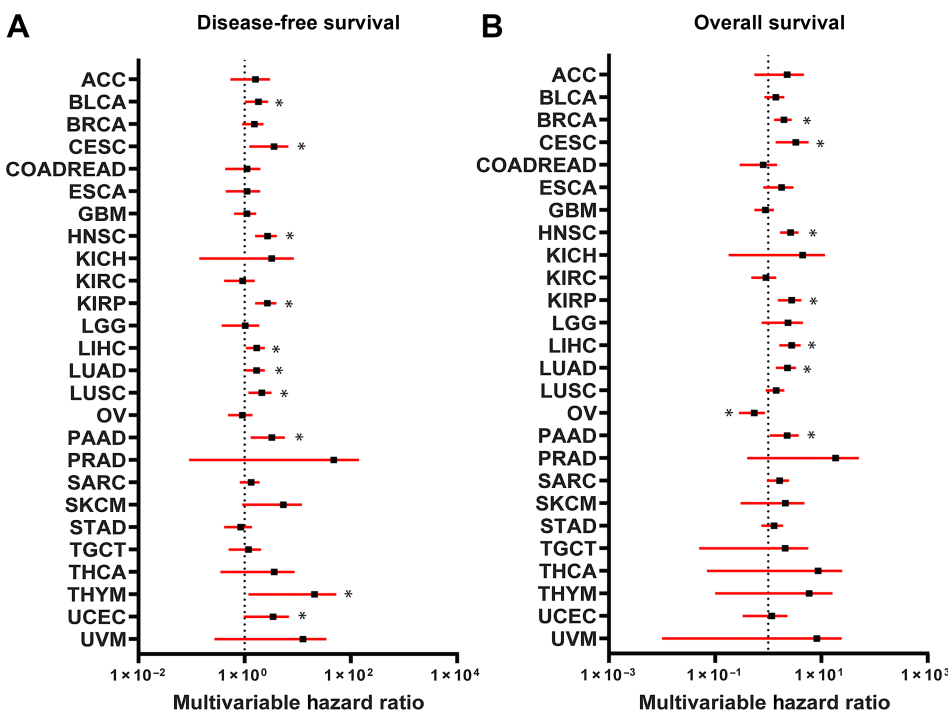 A
Disease-free survival
ACC
BLCA *
BRCA
CESC *
COADREAD
ESCA
GBM
HNSC *
KICH
KIRC
KIRP *
LGG
LIHC *
LUAD *
LUSC *
OV
PAAD *
PRAD
SARC
SKCM
STAD
TGCT
THCA
THYM *
UCEC *
UVM
1×10⁻² 1×10⁰ 1×10² 1×10⁴
Multivariable hazard ratio
B
Overall survival
ACC
BLCA
BRCA *
CESC *
COADREAD
ESCA
GBM
HNSC *
KICH
KIRC
KIRP *
LGG
LIHC *
LUAD *
LUSC
OV *
PAAD *
PRAD
SARC
SKCM
STAD
TGCT
THCA
THYM
UCEC
UVM
1×10⁻³ 1×10⁻¹ 1×10¹ 1×10³
Multivariable hazard ratio